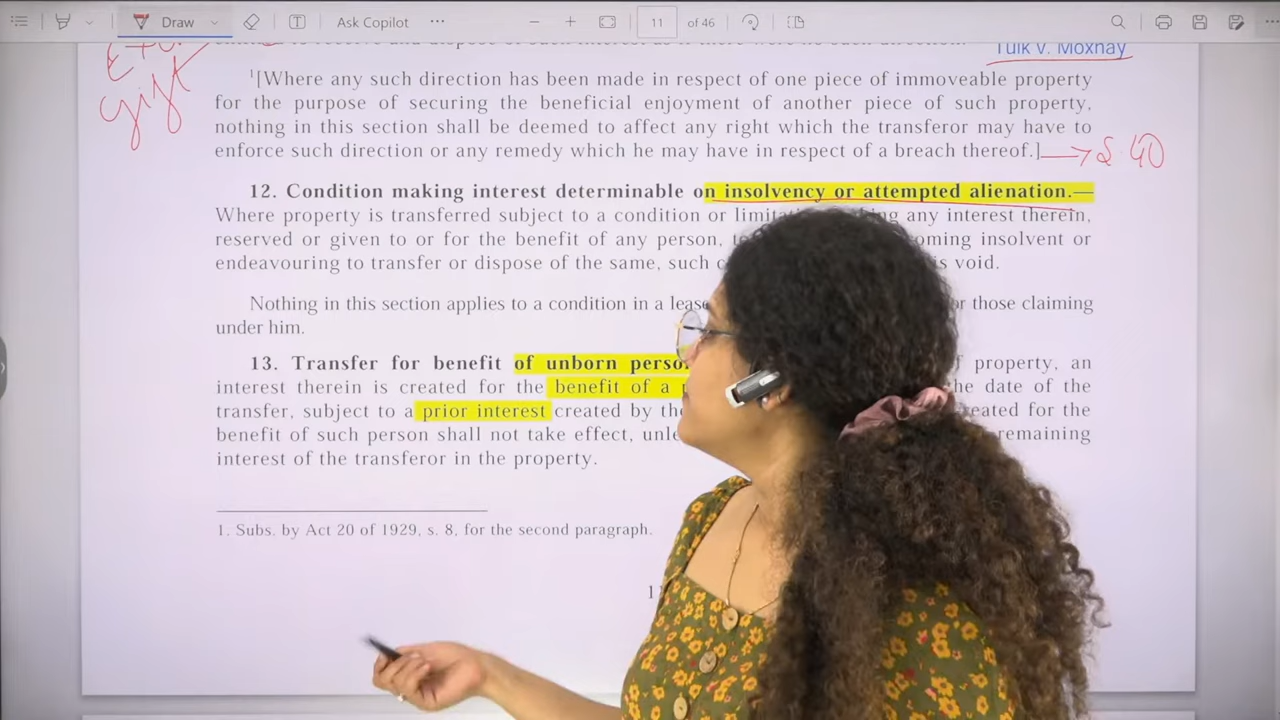 Draw
Ask Copilot
11 of 46
Tulk v. Moxhay
Gift
1[Where any such direction has been made in respect of one piece of immoveable property
for the purpose of securing the beneficial enjoyment of another piece of such property,
nothing in this section shall be deemed to affect any right which the transferor may have to
enforce such direction or any remedy which he may have in respect of a breach thereof.] → S. 40
12. Condition making interest determinable on insolvency or attempted alienation.—
Where property is transferred subject to a condition or any interest therein,
reserved or given to or for the benefit of any person, insolvent or
endeavouring to transfer or dispose of the same, such is void.
Nothing in this section applies to a condition in a lease those claiming
under him.
13. Transfer for benefit of unborn property, an
interest therein is created for the benefit of a the date of the
transfer, subject to a prior interest created by for the
benefit of such person shall not take effect, remaining
interest of the transferor in the property.
1. Subs. by Act 20 of 1929, s. 8, for the second paragraph.